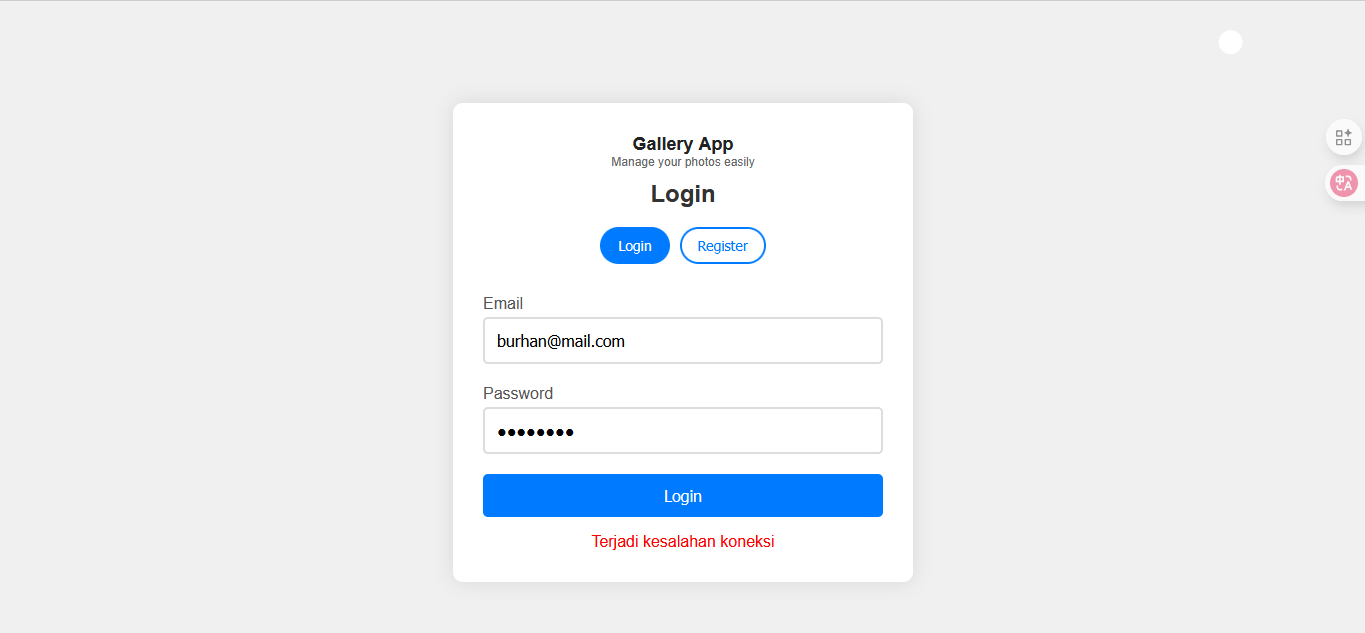 Gallery App
Manage your photos easily
Login
Login Register
Email
burhan@mail.com
Password
••••••••
Login
Terjadi kesalahan koneksi